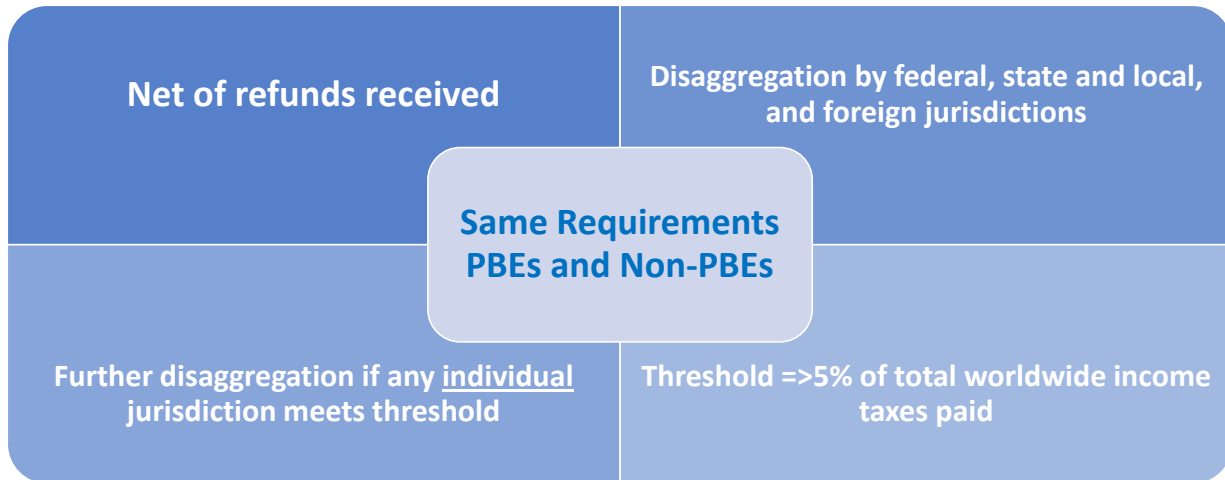 Net of refunds received
Disaggregation by federal, state and local,
and foreign jurisdictions
Same Requirements
PBEs and Non-PBEs
Further disaggregation if any individual
jurisdiction meets threshold
Threshold =>5% of total worldwide income
taxes paid